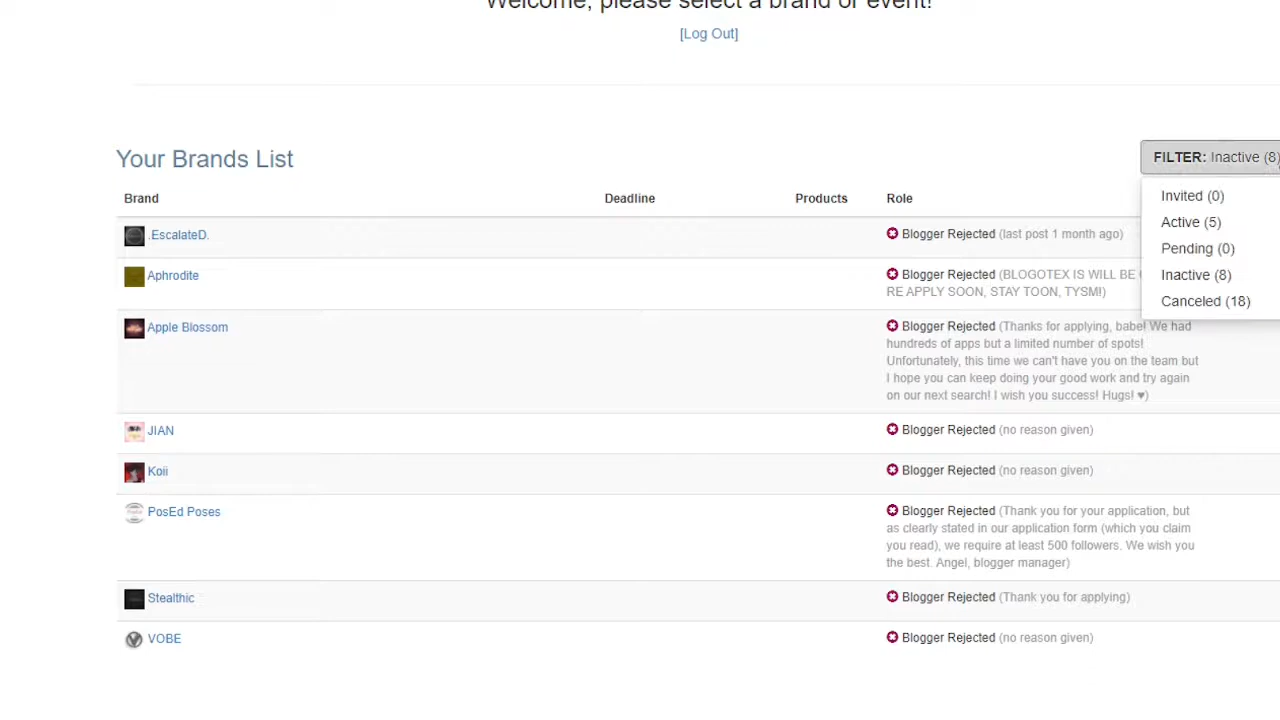 Welcome, please select a brand or event!
[Log Out]
Your Brands List
FILTER: Inactive (8)
Brand Deadline Products Role
Invited (0)
Active (5)
Pending (0)
Inactive (8)
Canceled (18)
.EscalateD. Blogger Rejected (last post 1 month ago)
Aphrodite Blogger Rejected (BLOGOTEX IS WILL BE
RE APPLY SOON, STAY TOON, TYSM!)
Apple Blossom Blogger Rejected (Thanks for applying, babe! We had
hundreds of apps but a limited number of spots!
Unfortunately, this time we can't have you on the team but
I hope you can keep doing your good work and try again
on our next search! I wish you success! Hugs! ♥)
JIAN Blogger Rejected (no reason given)
Koii Blogger Rejected (no reason given)
PosEd Poses Blogger Rejected (Thank you for your application, but
as clearly stated in our application form (which you claim
you read), we require at least 500 followers. We wish you
the best. Angel, blogger manager)
Stealthic Blogger Rejected (Thank you for applying)
VOBE Blogger Rejected (no reason given)